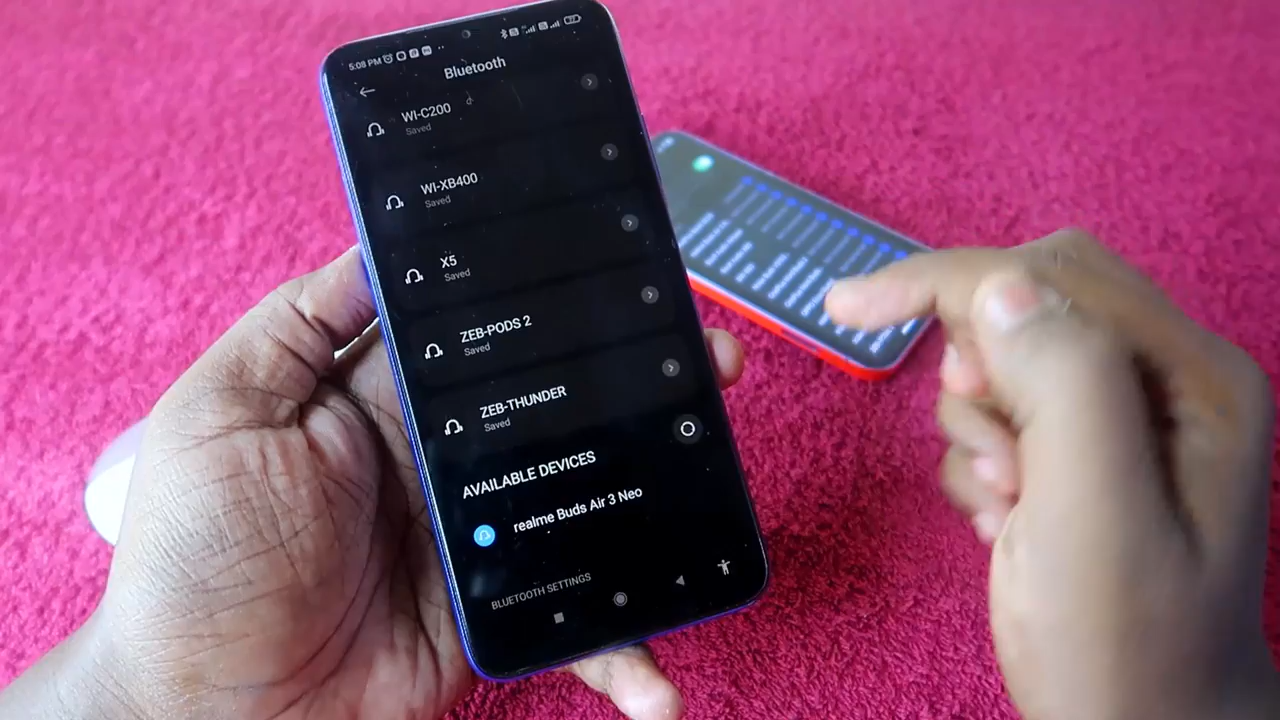 5:08 PM
Bluetooth
WI-C200
Saved
WI-XB400
Saved
X5
Saved
ZEB-PODS 2
Saved
ZEB-THUNDER
Saved
AVAILABLE DEVICES
realme Buds Air 3 Neo
BLUETOOTH SETTINGS